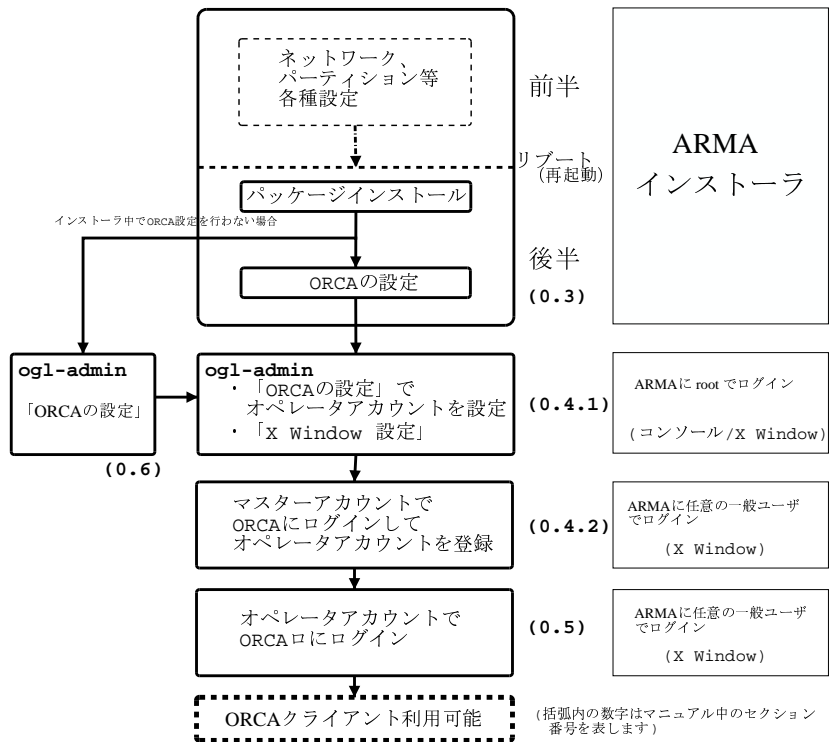 ネットワーク、
パーティション等
各種設定
前半
リブート
(再起動)
ARMA
インストーラ
パッケージインストール
インストーラ中でORCA設定を行わない場合
後半
ORCAの設定
(0.3)
ogl-admin
「ORCAの設定」
(0.6)
ogl-admin
・「ORCAの設定」で
オペレータアカウントを設定
・「X Window 設定」
(0.4.1)
ARMAに root でログイン
(コンソール/X Window)
マスターアカウントで
ORCAにログインして
オペレータアカウントを登録
(0.4.2)
ARMAに任意の一般ユーザ
でログイン
(X Window)
オペレータアカウントで
ORCAロにログイン
(0.5)
ARMAに任意の一般ユーザ
でログイン
(X Window)
ORCAクライアント利用可能
(括弧内の数字はマニュアル中のセクション
番号を表します)